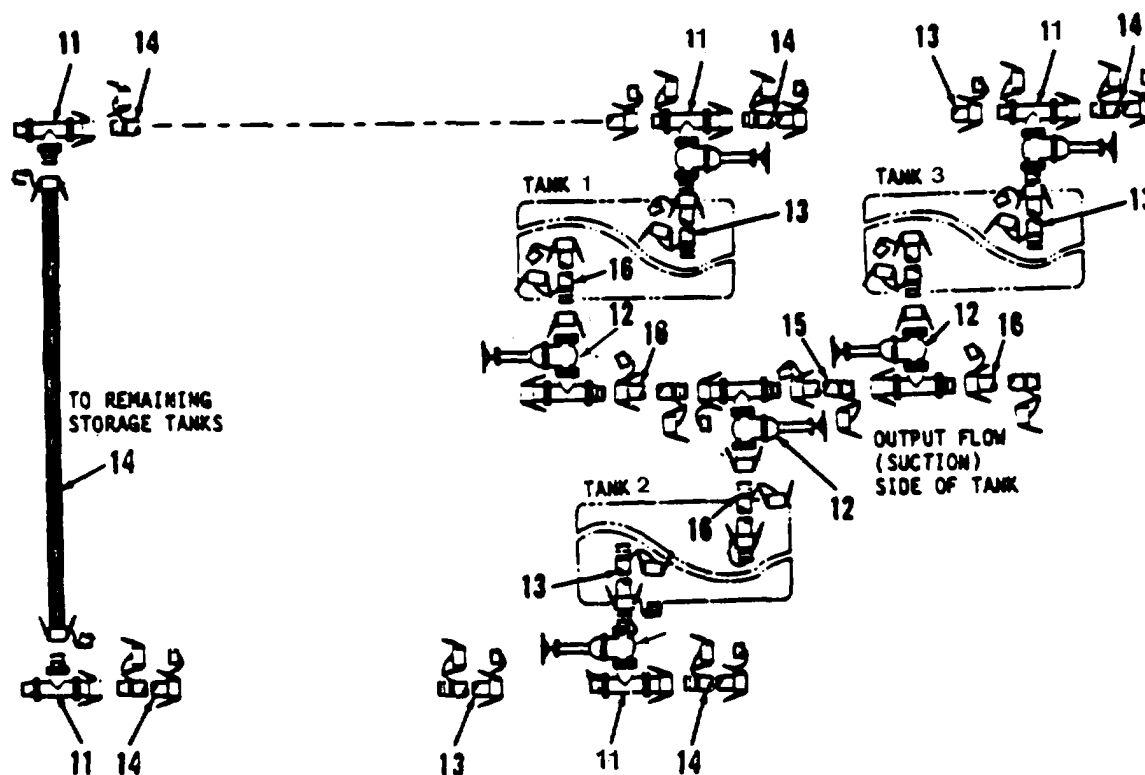 11 14 11 14 13 11 14
TANK 1 TANK 3
13 13
16 12 16 15 12 16
TO REMAINING
STORAGE TANKS
14
OUTPUT FLOW
(SUCTION)
SIDE OF TANK
TANK 2
16 12
13
11 14 13 11 14